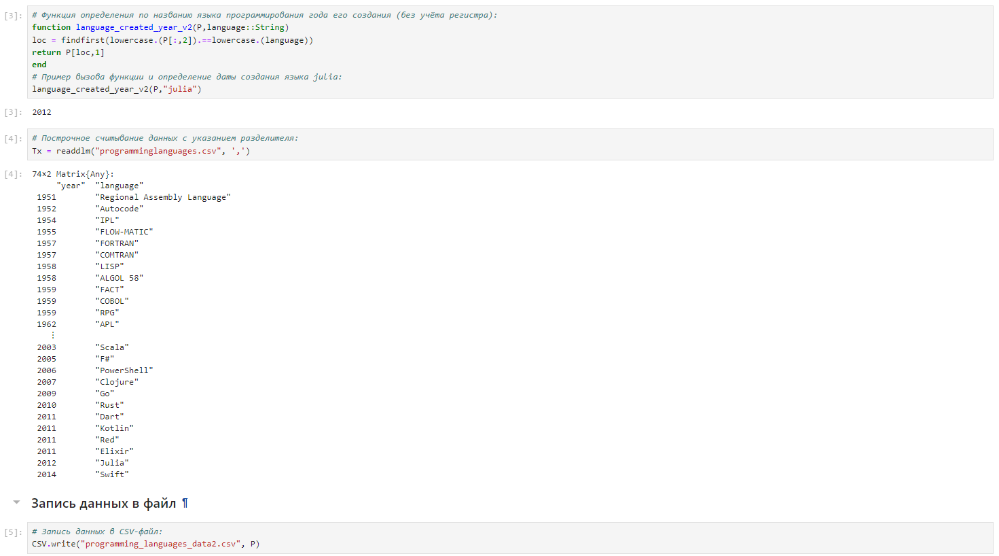 [3]: # Функция определения по названию языка программирования года его создания (без учёта регистра):
function language_created_year_v2(P,language::String)
loc = findfirst(lowercase.(P[:,2]).==lowercase.(language))
return P[loc,1]
end
# Пример вызова функции и определение даты создания языка julia:
language_created_year_v2(P,"julia")
[3]: 2012
[4]: # Построчное считывание данных с указанием разделителя:
Tx = readdlm("programminglanguages.csv", ',')
[4]: 74×2 Matrix{Any}:
"year" "language"
1951 "Regional Assembly Language"
1952 "Autocode"
1954 "IPL"
1955 "FLOW-MATIC"
1957 "FORTRAN"
1957 "COMTRAN"
1958 "LISP"
1958 "ALGOL 58"
1959 "FACT"
1959 "COBOL"
1959 "RPG"
1962 "APL"
⋮
2003 "Scala"
2005 "F#"
2006 "PowerShell"
2007 "Clojure"
2009 "Go"
2010 "Rust"
2011 "Dart"
2011 "Kotlin"
2011 "Red"
2011 "Elixir"
2012 "Julia"
2014 "Swift"
Запись данных в файл ¶
[5]: # Запись данных в CSV-файл:
CSV.write("programming_languages_data2.csv", P)